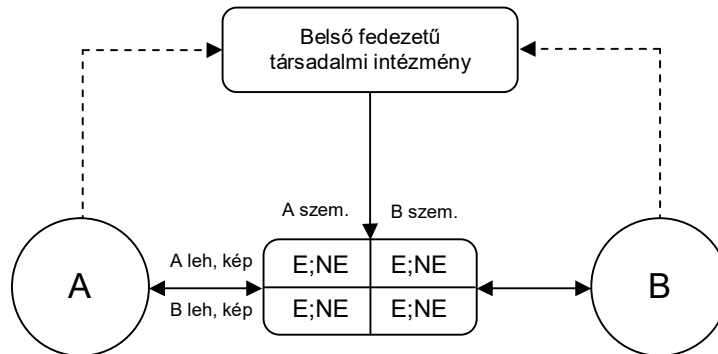 Belső fedezetű
társadalmi intézmény
A szem. B szem.
A leh, kép
B leh, kép
E;NE E;NE
E;NE E;NE
A
B